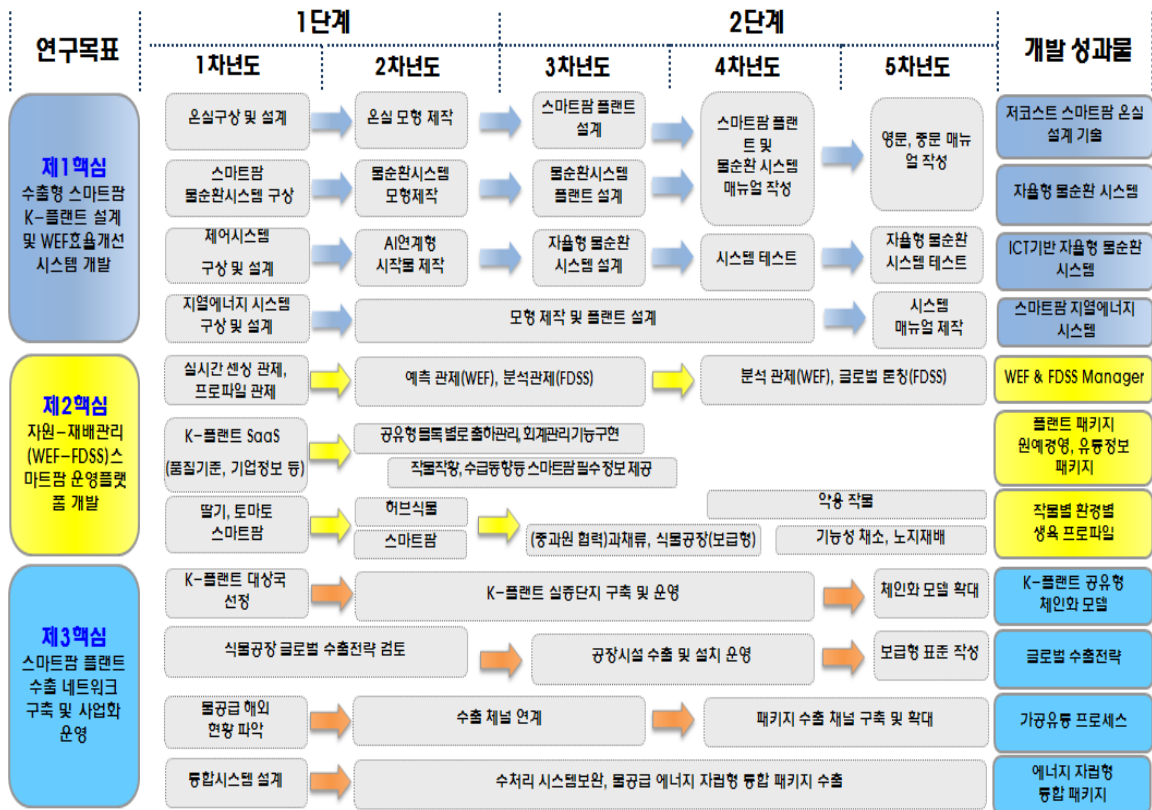 연구목표
1단계
2단계
개발 성과물
1차년도
2차년도
3차년도
4차년도
5차년도
제1핵심
수출형 스마트팜
K-플랜트 설계
및 WEF효율개선
시스템 개발
온실구상 및 설계
온실 모형 제작
스마트팜 플랜트
설계
스마트팜 플랜
트 및
물순환 시스템
매뉴얼 작성
영문, 중문 매뉴
얼 작성
저코스트 스마트팜 온실
설계 기술
스마트팜
물순환시스템 구상
물순환시스템
모형제작
물순환시스템
플랜트 설계
자율형 물순환 시스템
제어시스템
구상 및 설계
AI연계형
시작물 제작
자율형 물순환
시스템 설계
시스템 테스트
자율형 물순환
시스템 테스트
ICT기반 자율형 물순환
시스템
지열에너지 시스템
구상 및 설계
모형 제작 및 플랜트 설계
시스템
매뉴얼 제작
스마트팜 지열에너지
시스템
제2핵심
자원-재배관리
(WEF-FDSS)스
마트팜 운영플랫
폼 개발
실시간 센싱 관제,
프로파일 관제
예측 관제(WEF), 분석관제(FDSS)
분석 관제(WEF), 글로벌 론칭(FDSS)
WEF & FDSS Manager
K-플랜트 SaaS
(품질기준, 기업정보 등)
공유형 블록 별로 출하관리, 회계관리 기능구현
작물작황, 수급동향등 스마트팜 필수 정보 제공
플랜트 패키지
원예경영, 유통정보
패키지
딸기, 토마토
스마트팜
허브식물
스마트팜
(중과원 협력)과채류, 식물공장(보급형)
약용 작물
기능성 채소, 노지재배
작물별 환경별
생육 프로파일
제3핵심
스마트팜 플랜트
수출 네트워크
구축 및 사업화
운영
K-플랜트 대상국
선정
K-플랜트 실증단지 구축 및 운영
체인화 모델 확대
K-플랜트 공유형
체인화 모델
식물공장 글로벌 수출전략 검토
공장시설 수출 및 설치 운영
보급형 표준 작성
글로벌 수출전략
물공급 해외
현황 파악
수출 채널 연계
패키지 수출 채널 구축 및 확대
가공유통 프로세스
통합시스템 설계
수처리 시스템보완, 물공급 에너지 자립형 통합 패키지 수출
에너지 자립형
통합 패키지